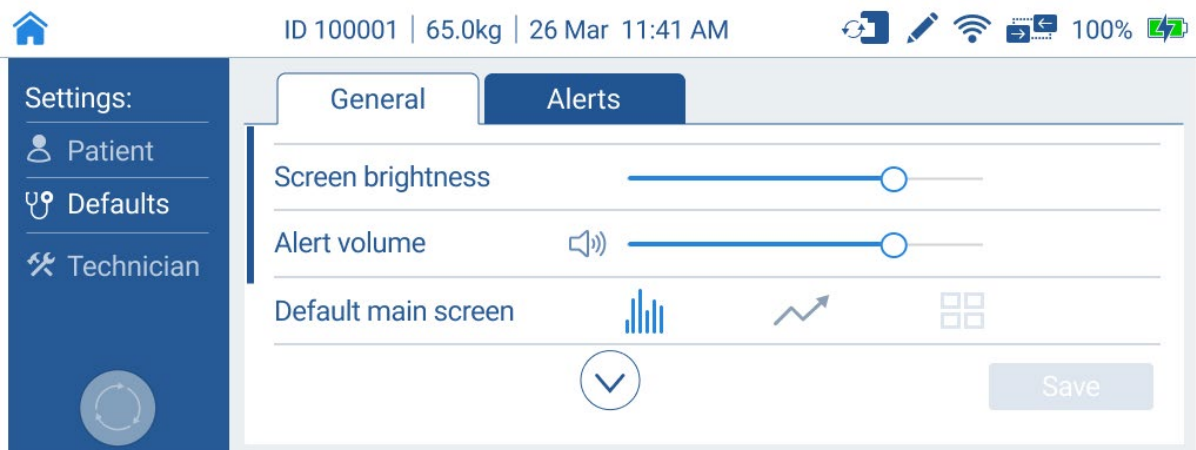 ID 100001 | 65.0kg | 26 Mar 11:41 AM 100%
Settings:
Patient
Defaults
Technician
General Alerts
Screen brightness
Alert volume
Default main screen
Save